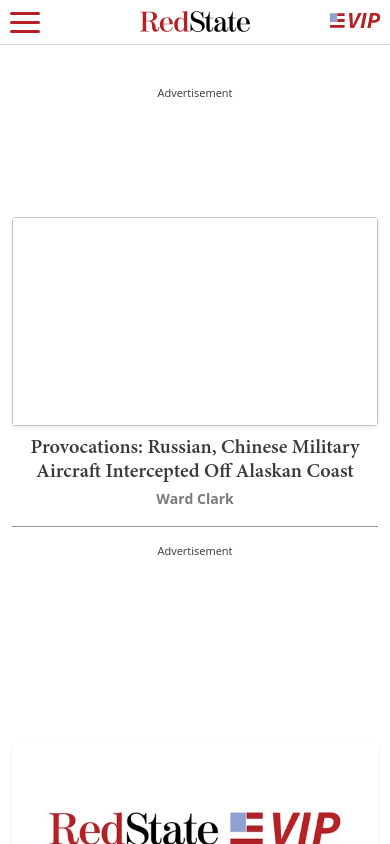 RedState
VIP
Advertisement
Provocations: Russian, Chinese Military
Aircraft Intercepted Off Alaskan Coast
Ward Clark
Advertisement
RedState VIP